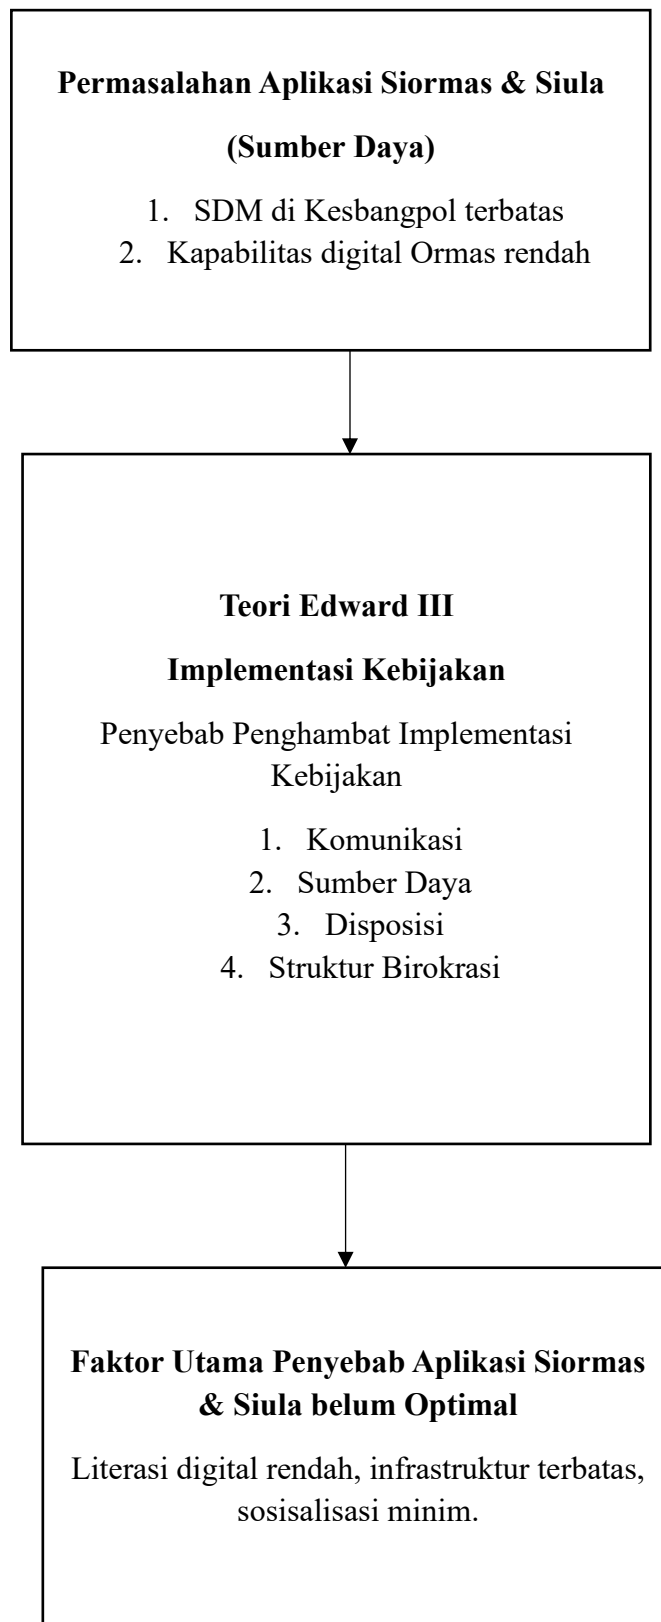 Permasalahan Aplikasi Siormas & Siula
(Sumber Daya)
1. SDM di Kesbangpol terbatas
2. Kapabilitas digital Ormas rendah
Teori Edward III
Implementasi Kebijakan
Penyebab Penghambat Implementasi
Kebijakan
1. Komunikasi
2. Sumber Daya
3. Disposisi
4. Struktur Birokrasi
Faktor Utama Penyebab Aplikasi Siormas
& Siula belum Optimal
Literasi digital rendah, infrastruktur terbatas,
sosisalisasi minim.